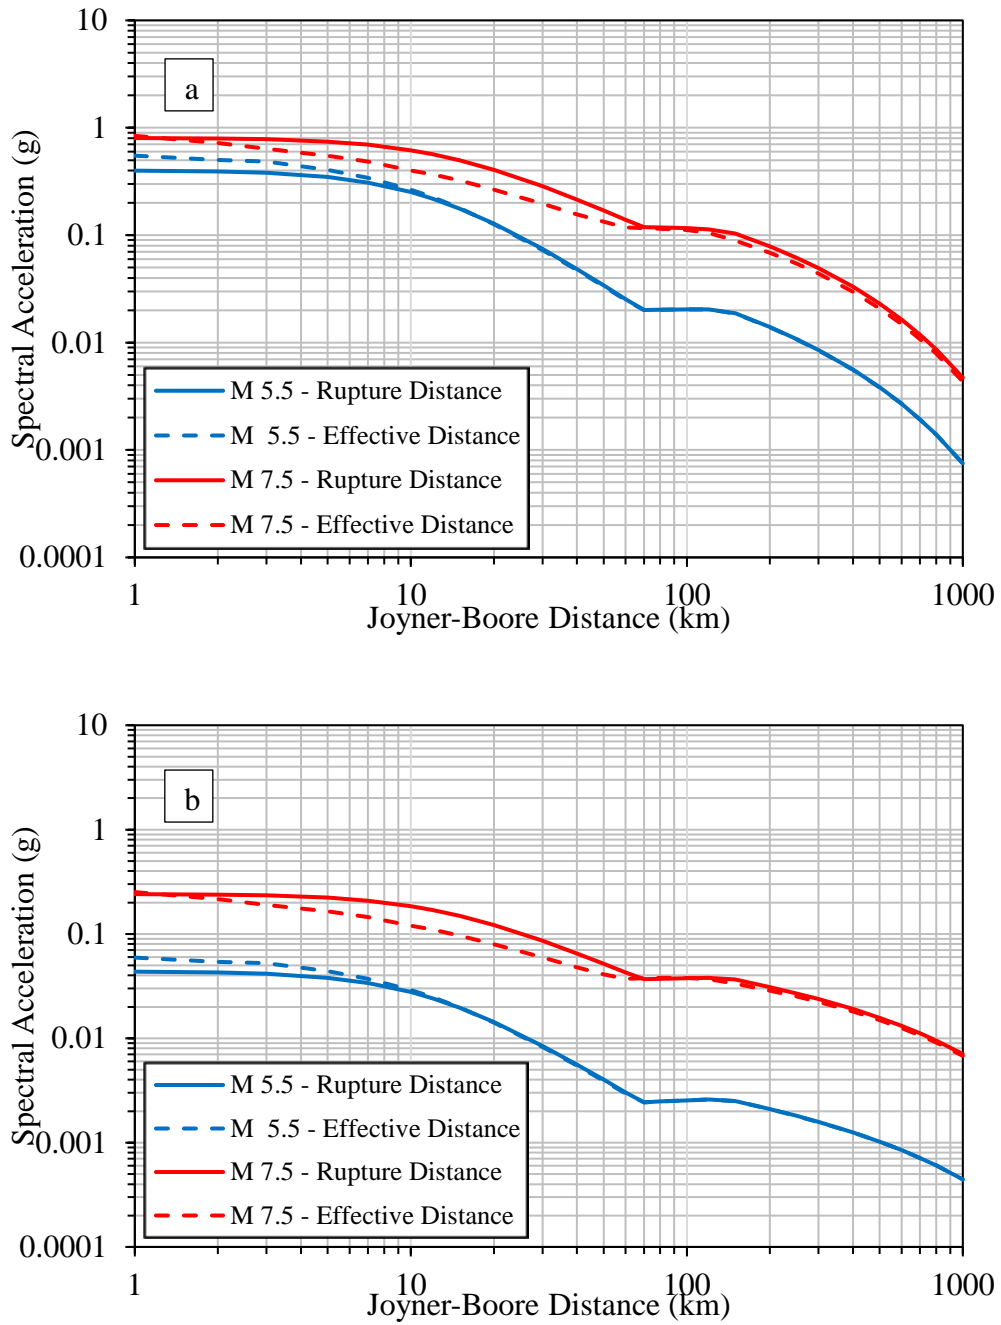 10
a
1
0.1
0.01
0.001
0.0001
Spectral Acceleration (g)
M 5.5 - Rupture Distance
M  5.5 - Effective Distance
M 7.5 - Rupture Distance
M 7.5 - Effective Distance
1 10 100 1000
Joyner-Boore Distance (km)
10
b
1
0.1
0.01
0.001
0.0001
Spectral Acceleration (g)
M 5.5 - Rupture Distance
M  5.5 - Effective Distance
M 7.5 - Rupture Distance
M 7.5 - Effective Distance
1 10 100 1000
Joyner-Boore Distance (km)